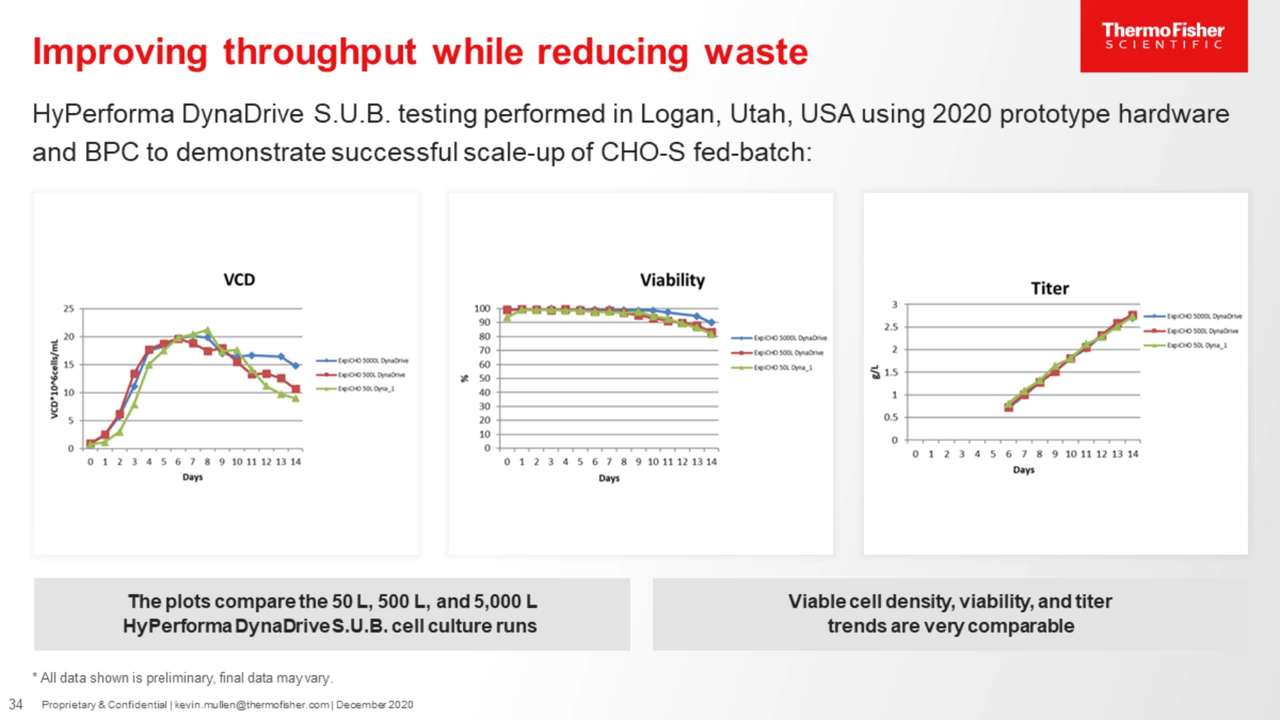 Improving throughput while reducing waste
ThermoFisher
SCIENTIFIC
HyPerforma DynaDrive S.U.B. testing performed in Logan, Utah, USA using 2020 prototype hardware
and BPC to demonstrate successful scale-up of CHO-S fed-batch:
VCD
25
20
15
10
5
0
VCD*10^6cells/mL
0 1 2 3 4 5 6 7 8 9 10 11 12 13 14
Days
ExpiCHO 5000L DynaDrive
ExpiCHO 500L DynaDrive
ExpiCHO 50L Dyna_1
Viability
100
90
80
70
60
50
40
30
20
10
0
%
0 1 2 3 4 5 6 7 8 9 10 11 12 13 14
Days
ExpiCHO 5000L DynaDrive
ExpiCHO 500L DynaDrive
ExpiCHO 50L Dyna_1
Titer
3
2.5
2
1.5
1
0.5
0
g/L
0 1 2 3 4 5 6 7 8 9 10 11 12 13 14
Days
ExpiCHO 5000L DynaDrive
ExpiCHO 500L DynaDrive
ExpiCHO 50L Dyna_1
The plots compare the 50 L, 500 L, and 5,000 L
HyPerforma DynaDrive S.U.B. cell culture runs
Viable cell density, viability, and titer
trends are very comparable
* All data shown is preliminary, final data may vary.
34 Proprietary & Confidential | kevin.mullen@thermofisher.com | December 2020